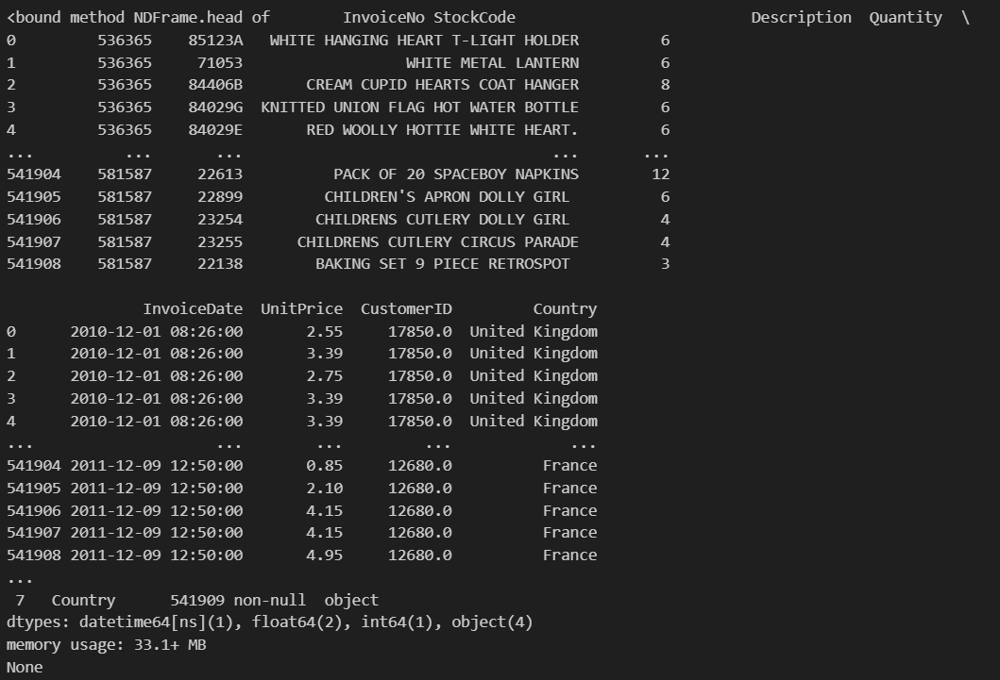 <bound method NDFrame.head of        InvoiceNo StockCode                          Description  Quantity  \
0         536365    85123A   WHITE HANGING HEART T-LIGHT HOLDER         6
1         536365     71053                  WHITE METAL LANTERN         6
2         536365    84406B       CREAM CUPID HEARTS COAT HANGER         8
3         536365    84029G  KNITTED UNION FLAG HOT WATER BOTTLE         6
4         536365    84029E       RED WOOLLY HOTTIE WHITE HEART.         6
...          ...       ...                                  ...       ...
541904    581587     22613          PACK OF 20 SPACEBOY NAPKINS        12
541905    581587     22899         CHILDREN'S APRON DOLLY GIRL          6
541906    581587     23254        CHILDRENS CUTLERY DOLLY GIRL          4
541907    581587     23255      CHILDRENS CUTLERY CIRCUS PARADE         4
541908    581587     22138        BAKING SET 9 PIECE RETROSPOT          3
               InvoiceDate  UnitPrice  CustomerID         Country
0      2010-12-01 08:26:00       2.55     17850.0  United Kingdom
1      2010-12-01 08:26:00       3.39     17850.0  United Kingdom
2      2010-12-01 08:26:00       2.75     17850.0  United Kingdom
3      2010-12-01 08:26:00       3.39     17850.0  United Kingdom
4      2010-12-01 08:26:00       3.39     17850.0  United Kingdom
...                    ...        ...         ...             ...
541904 2011-12-09 12:50:00       0.85     12680.0          France
541905 2011-12-09 12:50:00       2.10     12680.0          France
541906 2011-12-09 12:50:00       4.15     12680.0          France
541907 2011-12-09 12:50:00       4.15     12680.0          France
541908 2011-12-09 12:50:00       4.95     12680.0          France
...
 7   Country      541909 non-null  object
dtypes: datetime64[ns](1), float64(2), int64(1), object(4)
memory usage: 33.1+ MB
None